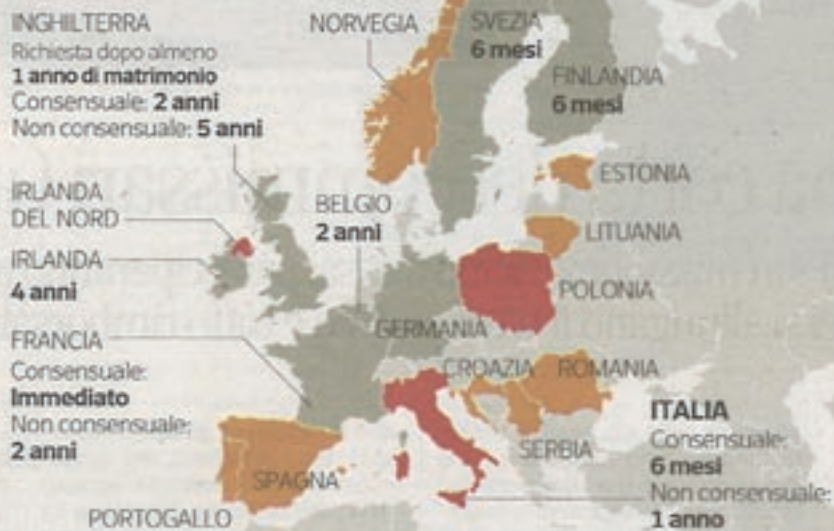 INGHILTERRA
Richiesta dopo almeno
1 anno di matrimonio
Consensuale: 2 anni
Non consensuale: 5 anni
NORVEGIA
SVEZIA
6 mesi
FINLANDIA
6 mesi
ESTONIA
LITUANIA
IRLANDA
DEL NORD
BELGIO
2 anni
IRLANDA
4 anni
POLONIA
GERMANIA
FRANCIA
Consensuale:
Immediato
Non consensuale:
2 anni
CROAZIA
ROMANIA
SERBIA
ITALIA
Consensuale:
6 mesi
Non consensuale:
1 anno
SPAGNA
PORTOGALLO